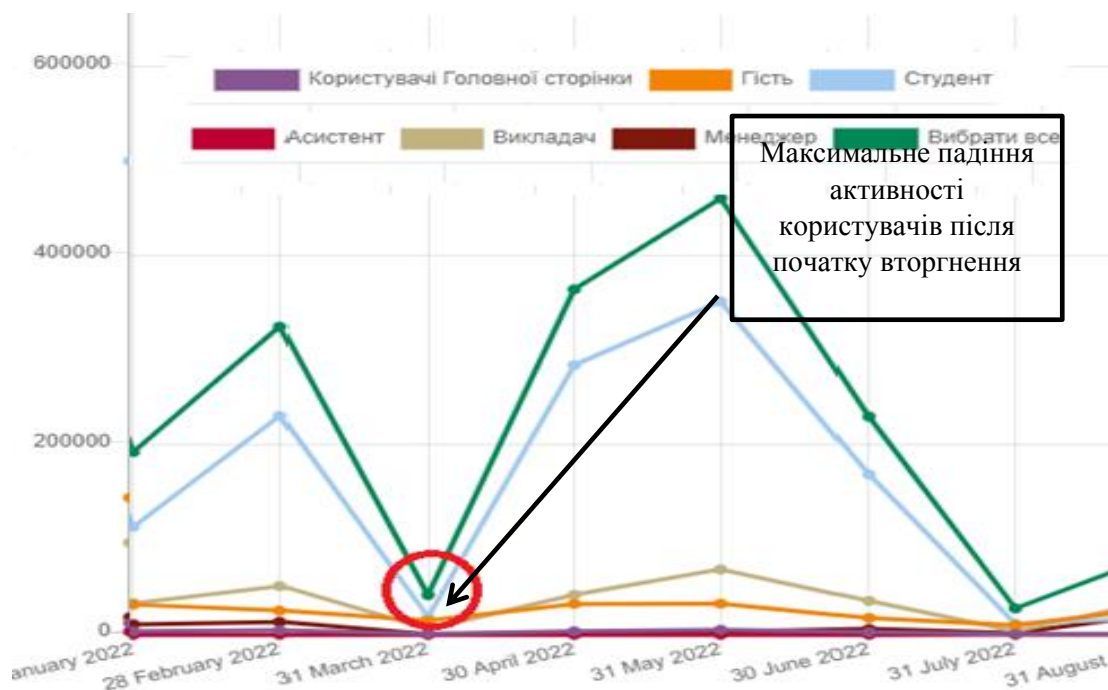 600000
Користувачі Головної сторінки Гість Студент
Асистент Викладач Менеджер Вибрати все
Максимальне падіння
активності
користувачів після
початку вторгнення
400000
200000
0
anuary 2022 28 February 2022 31 March 2022 30 April 2022 31 May 2022 30 June 2022 31 July 2022 31 August